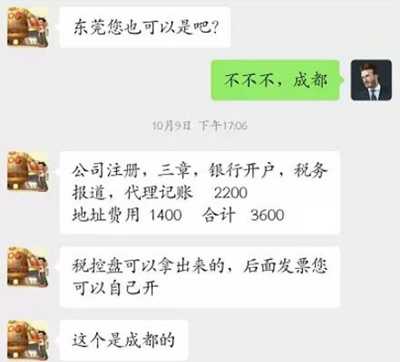 东莞您也可以是吧?
不不不，成都
10月9日 下午17:06
公司注册，三章，银行开户，税务
报道，代理记账 2200
地址费用 1400 合计 3600
税控盘可以拿出来的，后面发票您
可以自己开
这个是成都的